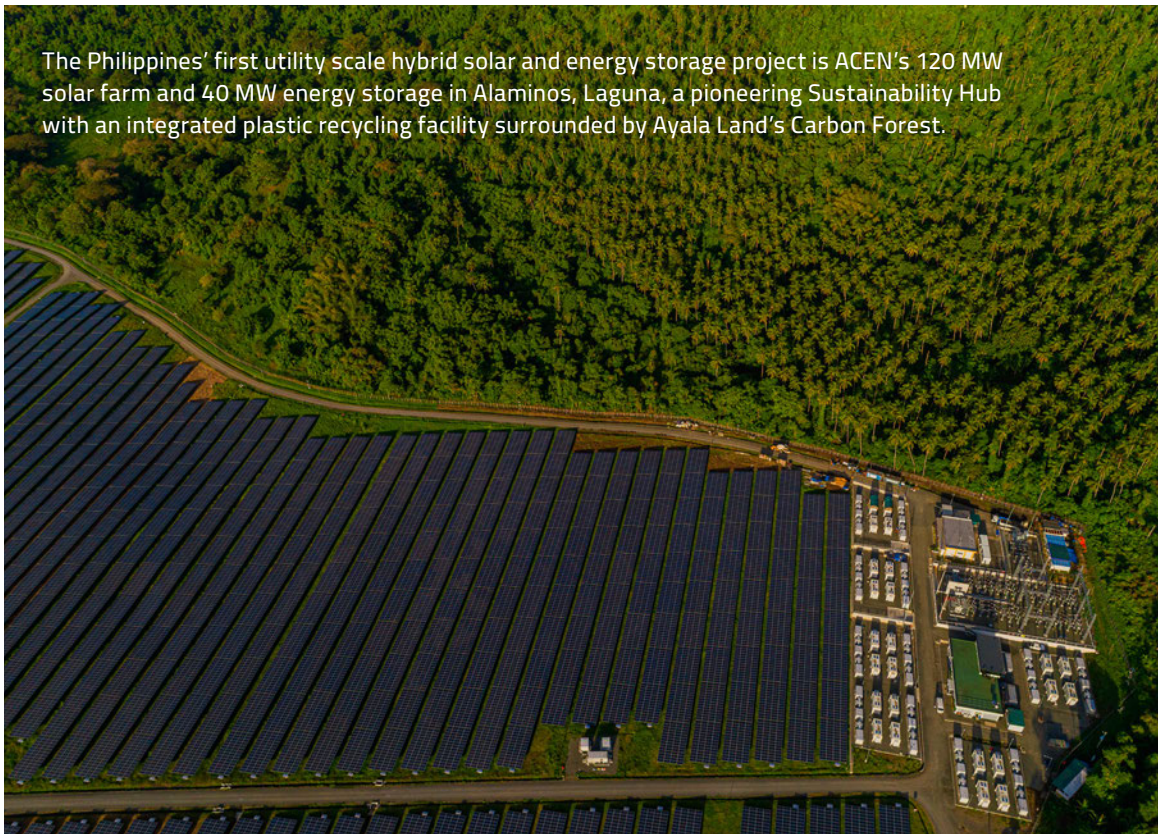 The Philippines’ first utility scale hybrid solar and energy storage project is ACEN’s 120 MW
solar farm and 40 MW energy storage in Alaminos, Laguna, a pioneering Sustainability Hub
with an integrated plastic recycling facility surrounded by Ayala Land’s Carbon Forest.